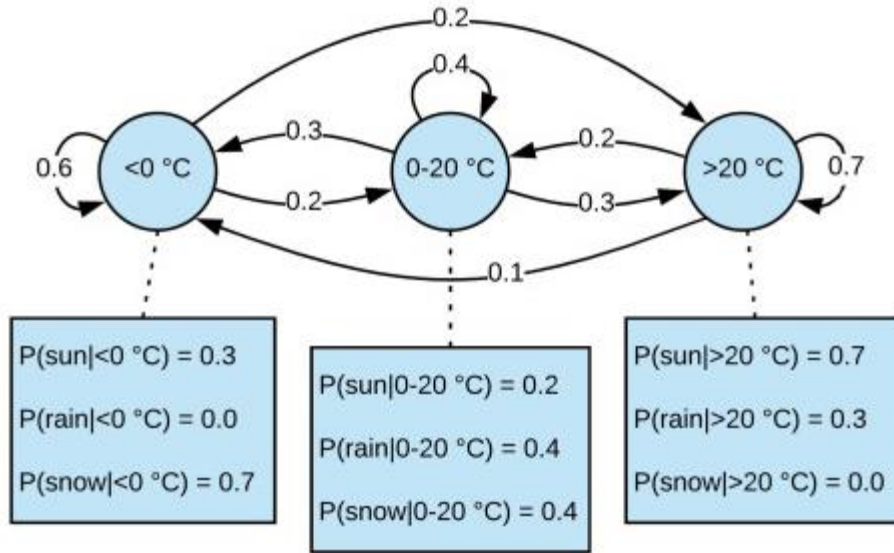 0.2
0.4
0.3
0.2
0.6
<0 °C
0-20 °C
>20 °C
0.7
0.2
0.3
0.1
P(sun|<0 °C) = 0.3
P(rain|<0 °C) = 0.0
P(snow|<0 °C) = 0.7
P(sun|0-20 °C) = 0.2
P(rain|0-20 °C) = 0.4
P(snow|0-20 °C) = 0.4
P(sun|>20 °C) = 0.7
P(rain|>20 °C) = 0.3
P(snow|>20 °C) = 0.0